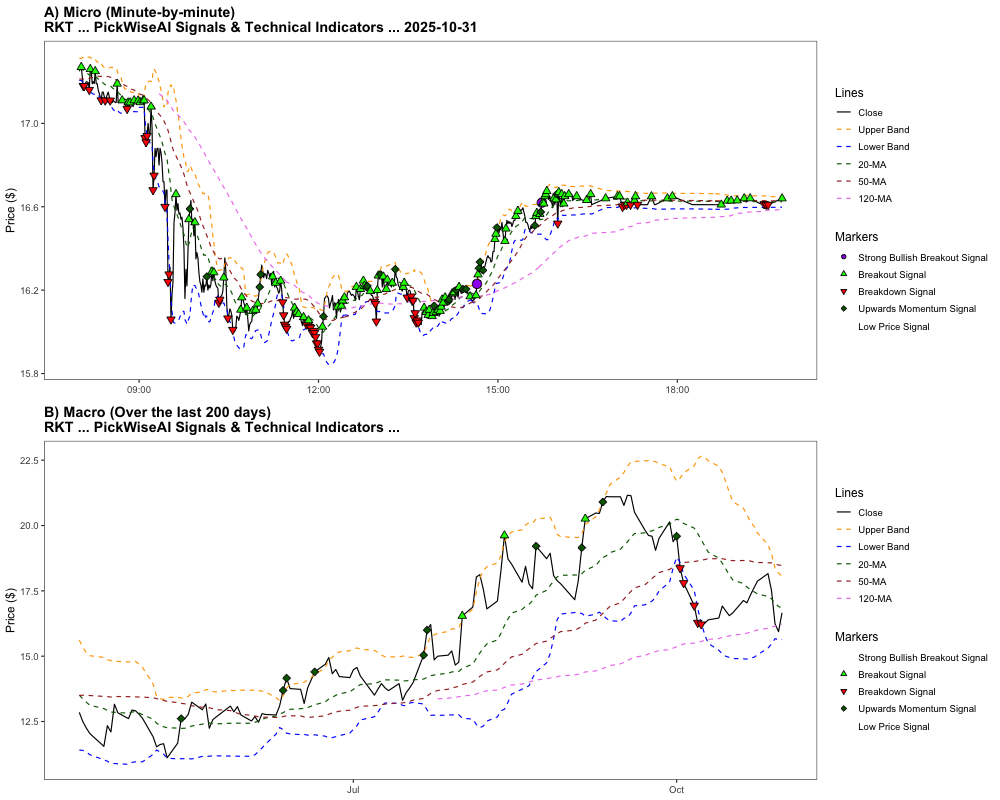 A) Micro (Minute-by-minute)
RKT ... PickWiseAI Signals & Technical Indicators ... 2025-10-31
Price ($)
17.0
16.6
16.2
15.8
09:00
12:00
15:00
18:00
Lines
Close
Upper Band
Lower Band
20-MA
50-MA
120-MA
Markers
Strong Bullish Breakout Signal
Breakout Signal
Breakdown Signal
Upwards Momentum Signal
Low Price Signal
B) Macro (Over the last 200 days)
RKT ... PickWiseAI Signals & Technical Indicators ...
Price ($)
22.5
20.0
17.5
15.0
12.5
Jul
Oct
Lines
Close
Upper Band
Lower Band
20-MA
50-MA
120-MA
Markers
Strong Bullish Breakout Signal
Breakout Signal
Breakdown Signal
Upwards Momentum Signal
Low Price Signal